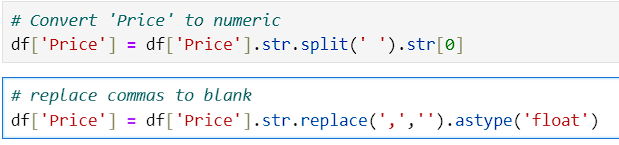 # Convert 'Price' to numeric
df['Price'] = df['Price'].str.split(' ').str[0]
# replace commas to blank
df['Price'] = df['Price'].str.replace(',','').astype('float')